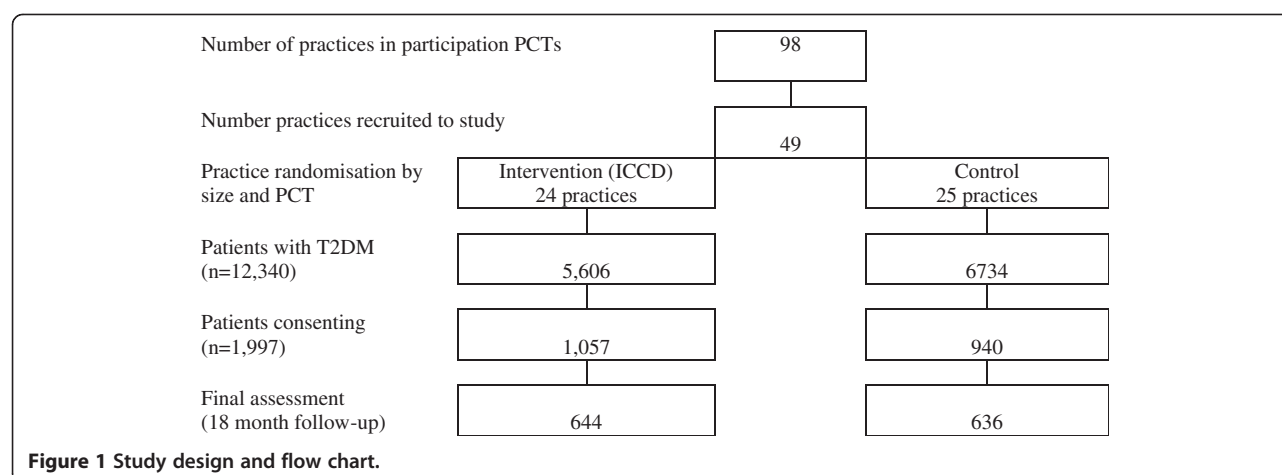 Number of practices in participation PCTs
98
Number practices recruited to study
49
Practice randomisation by
size and PCT
Intervention (ICCD)
24 practices
Control
25 practices
Patients with T2DM
(n=12,340)
5,606
6734
Patients consenting
(n=1,997)
1,057
940
Final assessment
(18 month follow-up)
644
636
Figure 1 Study design and flow chart.